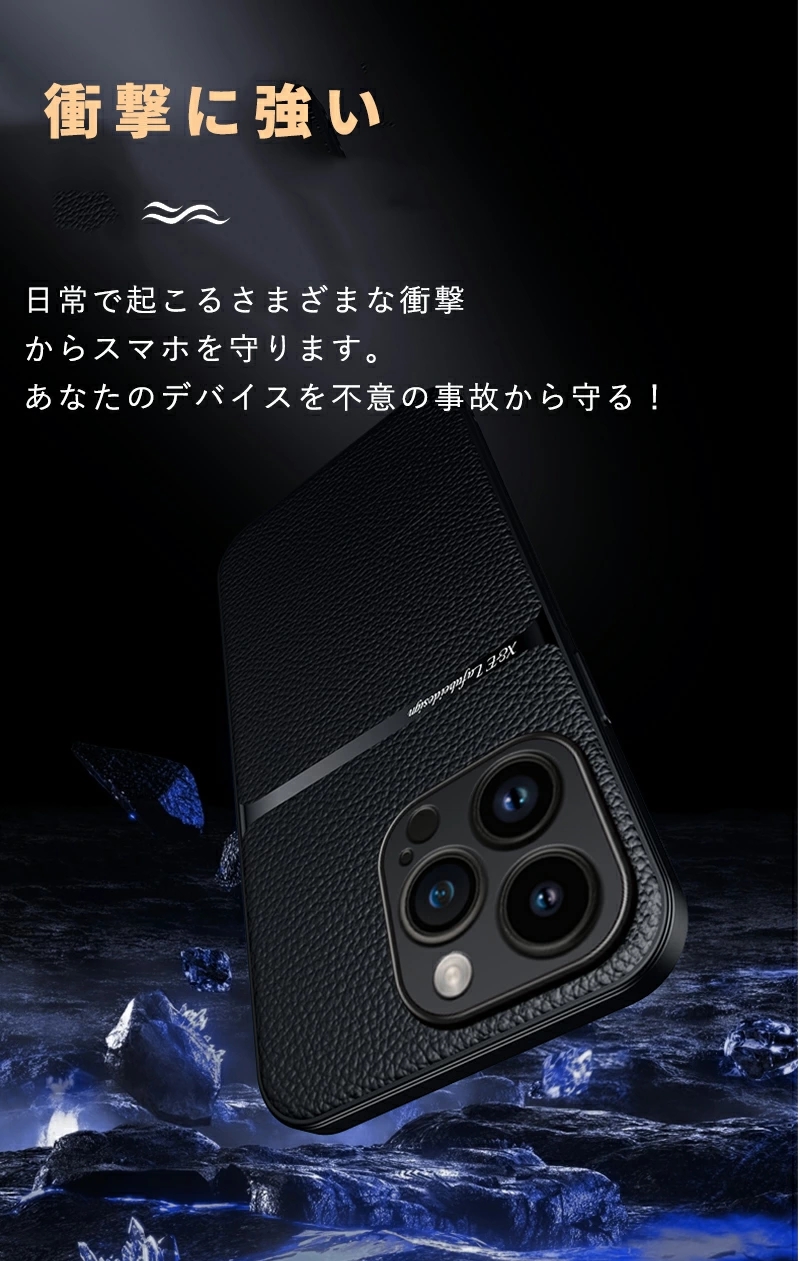 衝撃に強い
日常で起こるさまざまな衝撃
からスマホを守ります。
あなたのデバイスを不意の事故から守る！